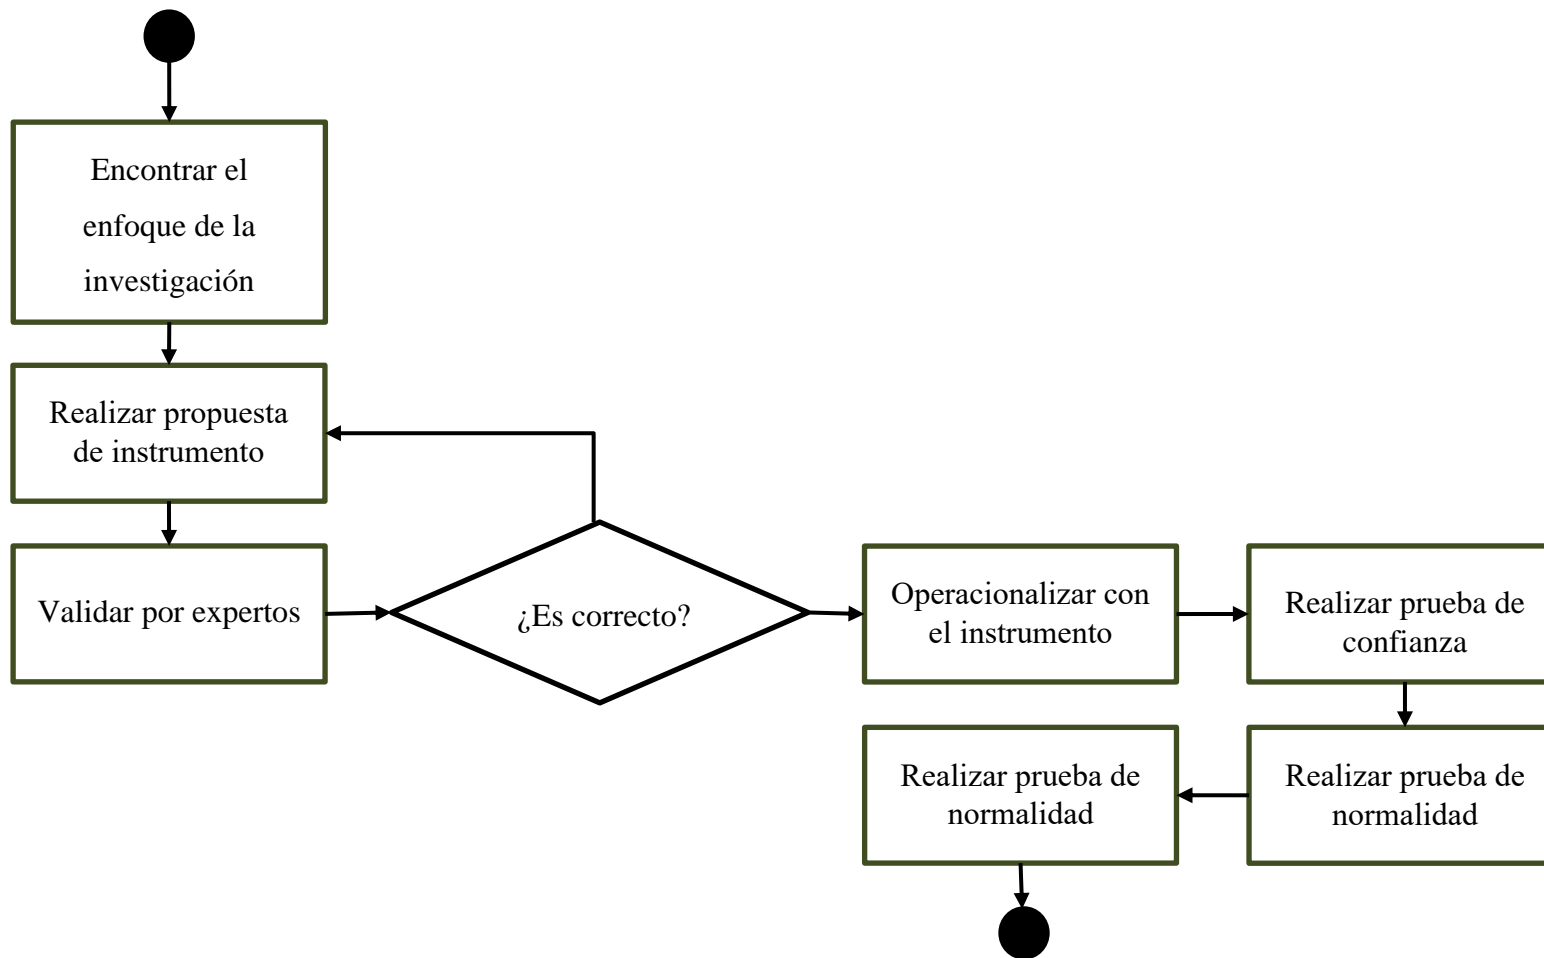 Encontrar el
enfoque de la
investigación
Realizar propuesta
de instrumento
Validar por expertos
¿Es correcto?
Operacionalizar con
el instrumento
Realizar prueba de
confianza
Realizar prueba de
normalidad
Realizar prueba de
normalidad